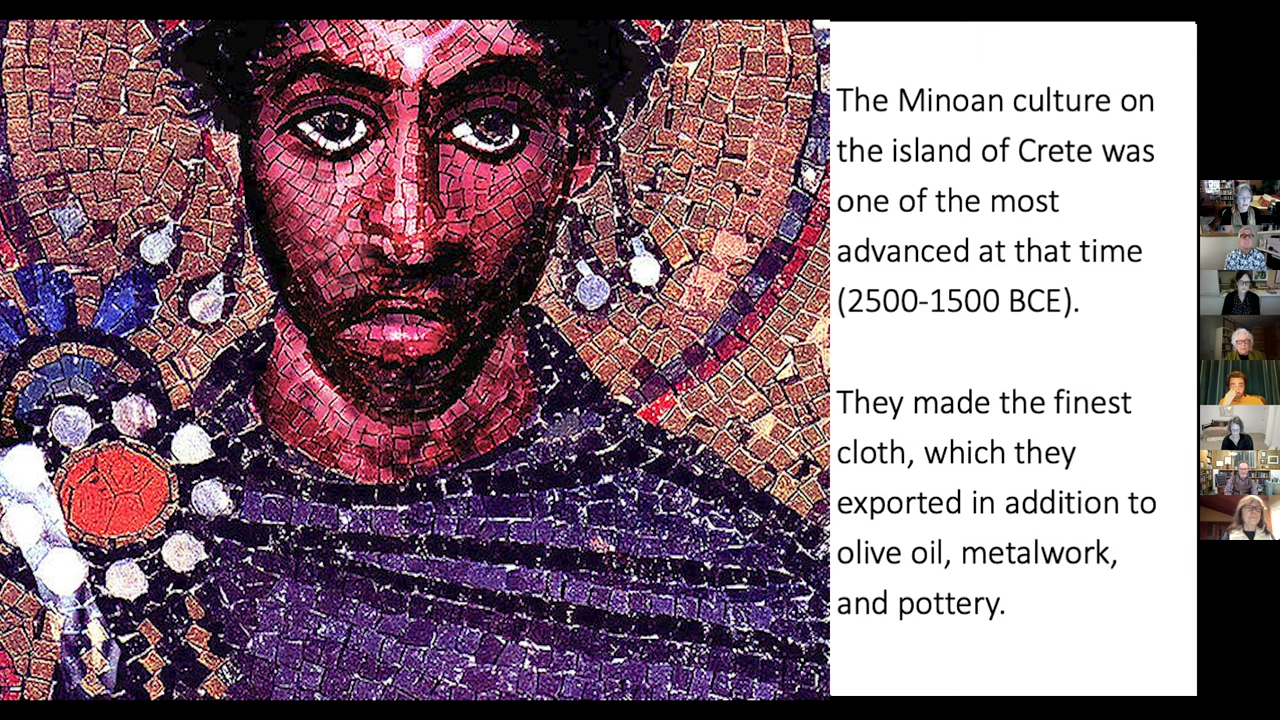 The Minoan culture on
the island of Crete was
one of the most
advanced at that time
(2500-1500 BCE).
They made the finest
cloth, which they
exported in addition to
olive oil, metalwork,
and pottery.